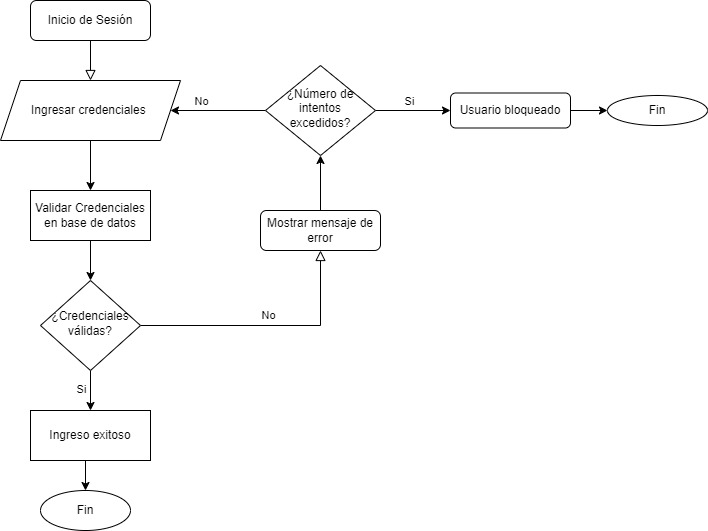 Inicio de Sesión
Ingresar credenciales
No
¿Número de
intentos
excedidos?
Si
Usuario bloqueado
Fin
Validar Credenciales
en base de datos
Mostrar mensaje de
error
¿Credenciales
válidas?
No
Si
Ingreso exitoso
Fin